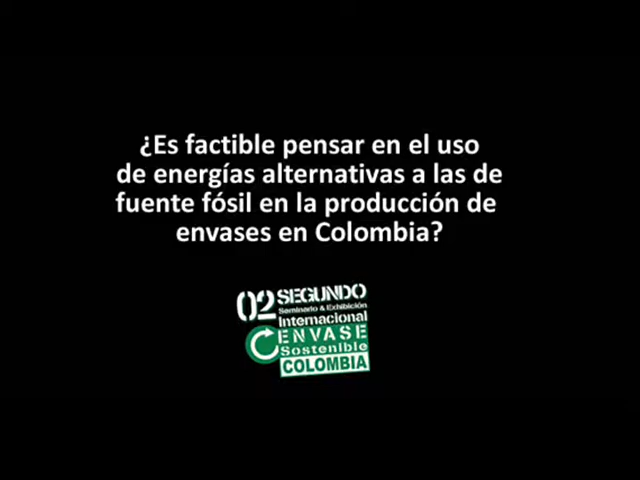 ¿Es factible pensar en el uso
de energías alternativas a las de
fuente fósil en la producción de
envases en Colombia?
02 SEGUNDO
Seminario & Exhibición
Internacional
ENVASE
Sostenible
COLOMBIA